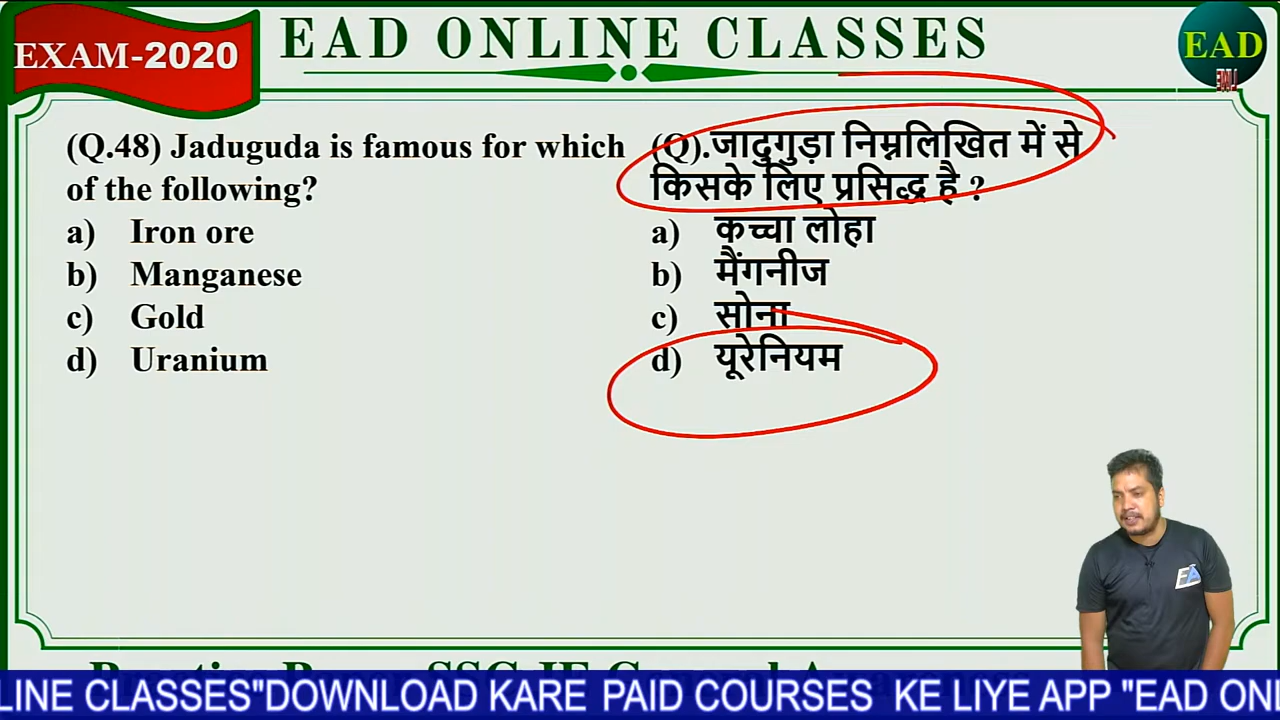 EXAM-2020
EAD ONLINE CLASSES
EAD
(Q.48) Jaduguda is famous for which
of the following?
a) Iron ore
b) Manganese
c) Gold
d) Uranium
(Q).जादुगुड़ा निम्नलिखित में से
किसके लिए प्रसिद्ध है ?
a) कच्चा लोहा
b) मैंगनीज
c) सोना
d) यूरेनियम
LINE CLASSES"DOWNLOAD KARE PAID COURSES KE LIYE APP "EAD ONL